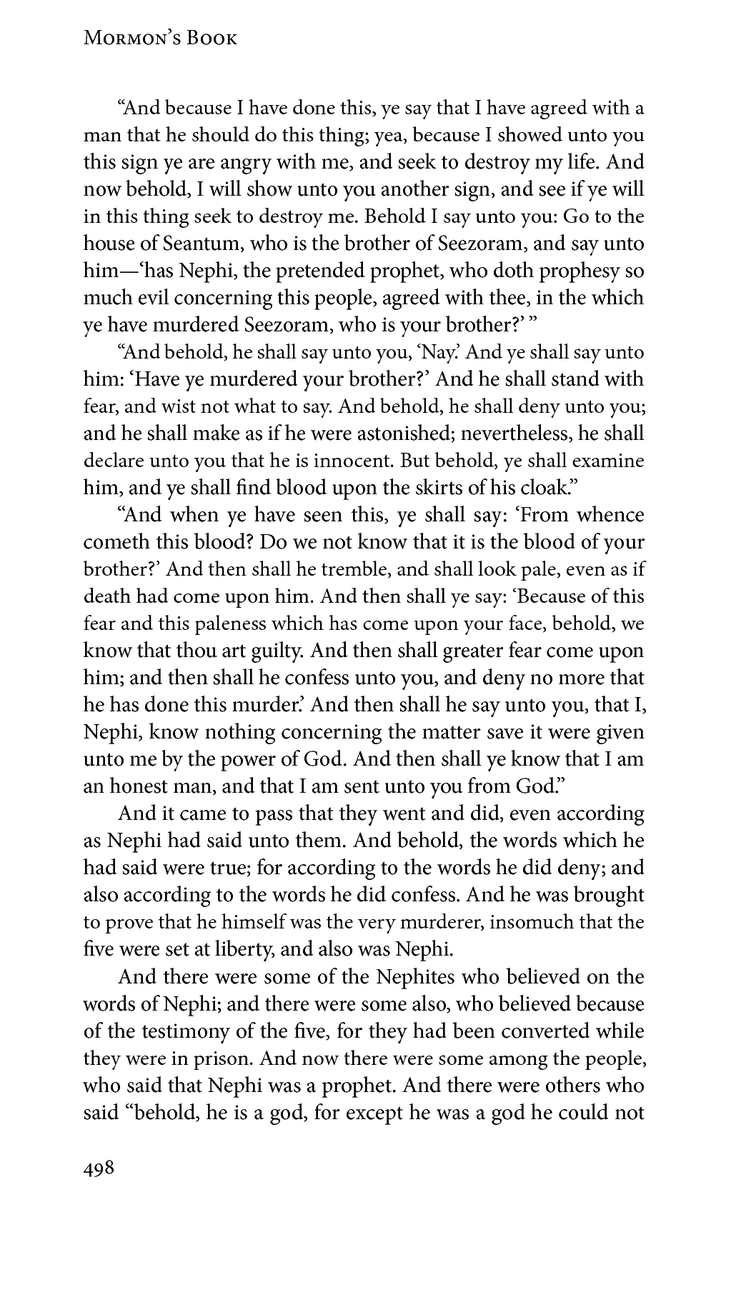 Mormon’s Book
“And because I have done this, ye say that I have agreed with a
man that he should do this thing; yea, because I showed unto you
this sign ye are angry with me, and seek to destroy my life. And
now behold, I will show unto you another sign, and see if ye will
in this thing seek to destroy me. Behold I say unto you: Go to the
house of Seantum, who is the brother of Seezoram, and say unto
him—‘has Nephi, the pretended prophet, who doth prophesy so
much evil concerning this people, agreed with thee, in the which
ye have murdered Seezoram, who is your brother?’ ”
“And behold, he shall say unto you, ‘Nay.’ And ye shall say unto
him: ‘Have ye murdered your brother?’ And he shall stand with
fear, and wist not what to say. And behold, he shall deny unto you;
and he shall make as if he were astonished; nevertheless, he shall
declare unto you that he is innocent. But behold, ye shall examine
him, and ye shall find blood upon the skirts of his cloak.”
“And when ye have seen this, ye shall say: ‘From whence
cometh this blood? Do we not know that it is the blood of your
brother?’ And then shall he tremble, and shall look pale, even as if
death had come upon him. And then shall ye say: ‘Because of this
fear and this paleness which has come upon your face, behold, we
know that thou art guilty. And then shall greater fear come upon
him; and then shall he confess unto you, and deny no more that
he has done this murder.’ And then shall he say unto you, that I,
Nephi, know nothing concerning the matter save it were given
unto me by the power of God. And then shall ye know that I am
an honest man, and that I am sent unto you from God.”
And it came to pass that they went and did, even according
as Nephi had said unto them. And behold, the words which he
had said were true; for according to the words he did deny; and
also according to the words he did confess. And he was brought
to prove that he himself was the very murderer, insomuch that the
five were set at liberty, and also was Nephi.
And there were some of the Nephites who believed on the
words of Nephi; and there were some also, who believed because
of the testimony of the five, for they had been converted while
they were in prison. And now there were some among the people,
who said that Nephi was a prophet. And there were others who
said “behold, he is a god, for except he was a god he could not
498